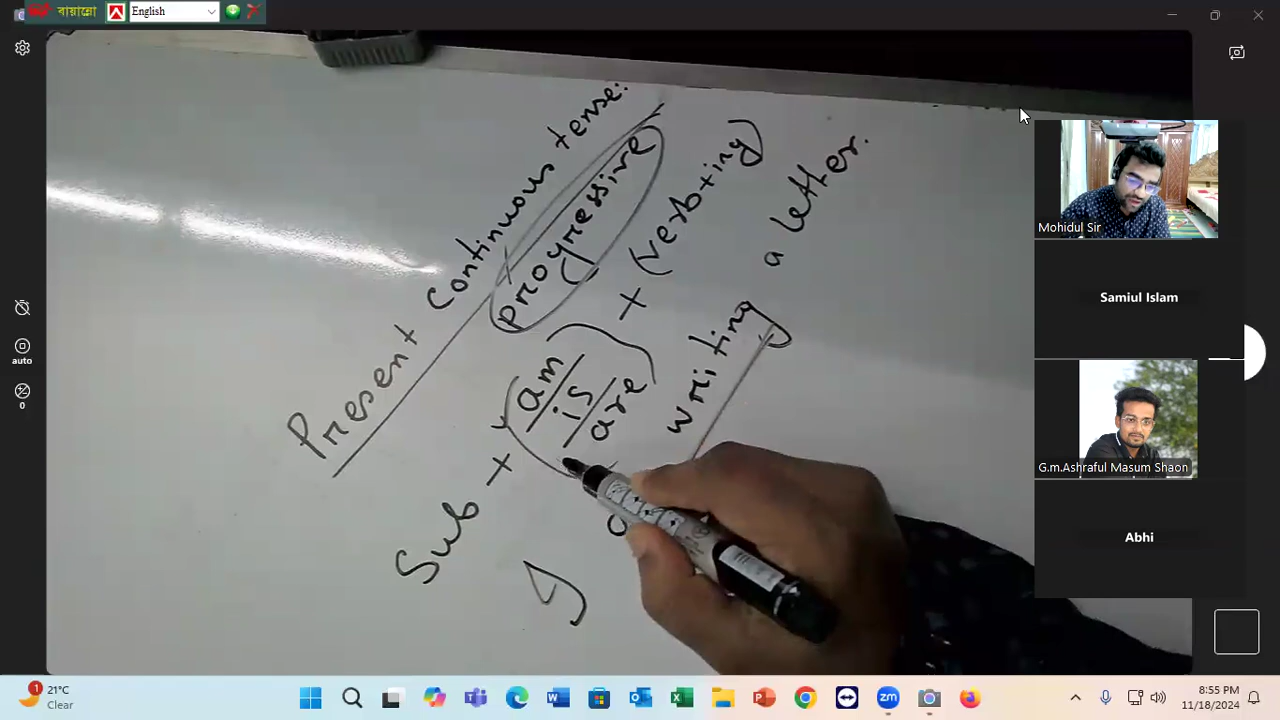 বায়ান্নো
English
Present Continuous tense:
progressive
Sub + am + (verb+ing)
is
are
I writing a letter.
Mohidul Sir
Samiul Islam
G.m.Ashraful Masum Shaon
Abhi
auto
0
1
21°C
Clear
8:55 PM
11/18/2024